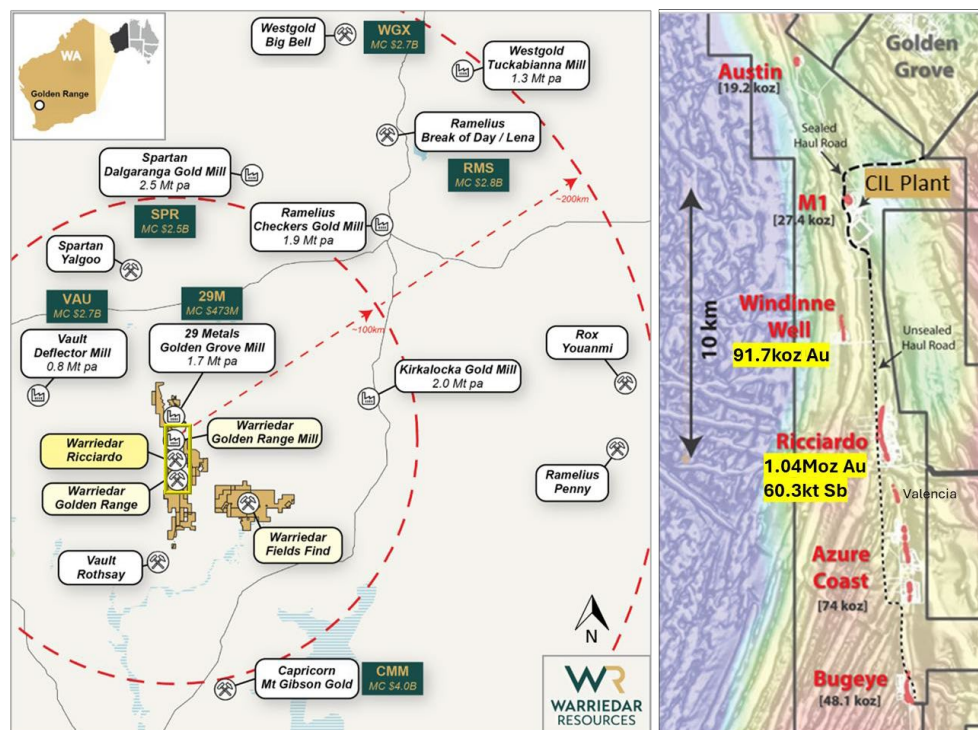 WA
Golden Range
Westgold
Big Bell
WGX
MC $2.7B
Westgold
Tuckabianna Mill
1.3 Mt pa
Ramelius
Break of Day / Lena
RMS
MC $2.8B
Spartan
Dalgaranga Gold Mill
2.5 Mt pa
SPR
MC $2.5B
Ramelius
Checkers Gold Mill
1.9 Mt pa
~200km
Spartan
Yalgoo
VAU
MC $2.7B
29M
MC $473M
Vault
Deflector Mill
0.8 Mt pa
29 Metals
Golden Grove Mill
1.7 Mt pa
~100km
Rox
Youanmi
Kirkalocka Gold Mill
2.0 Mt pa
Warriedar
Golden Range Mill
Warriedar
Ricciardo
Warriedar
Golden Range
Ramelius
Penny
Warriedar
Fields Find
Vault
Rothsay
N
Capricorn
Mt Gibson Gold
CMM
MC $4.0B
WR
WARRIEDAR
RESOURCES
Golden
Grove
Austin
[19.2 koz]
Sealed
Haul Road
CIL Plant
M1
[27.4 koz]
10 km
Windinne
Well
91.7koz Au
Unsealed
Haul Road
Ricciardo
1.04Moz Au
60.3kt Sb
Valencia
Azure
Coast
[74 koz]
Bugeye
[48.1 koz]